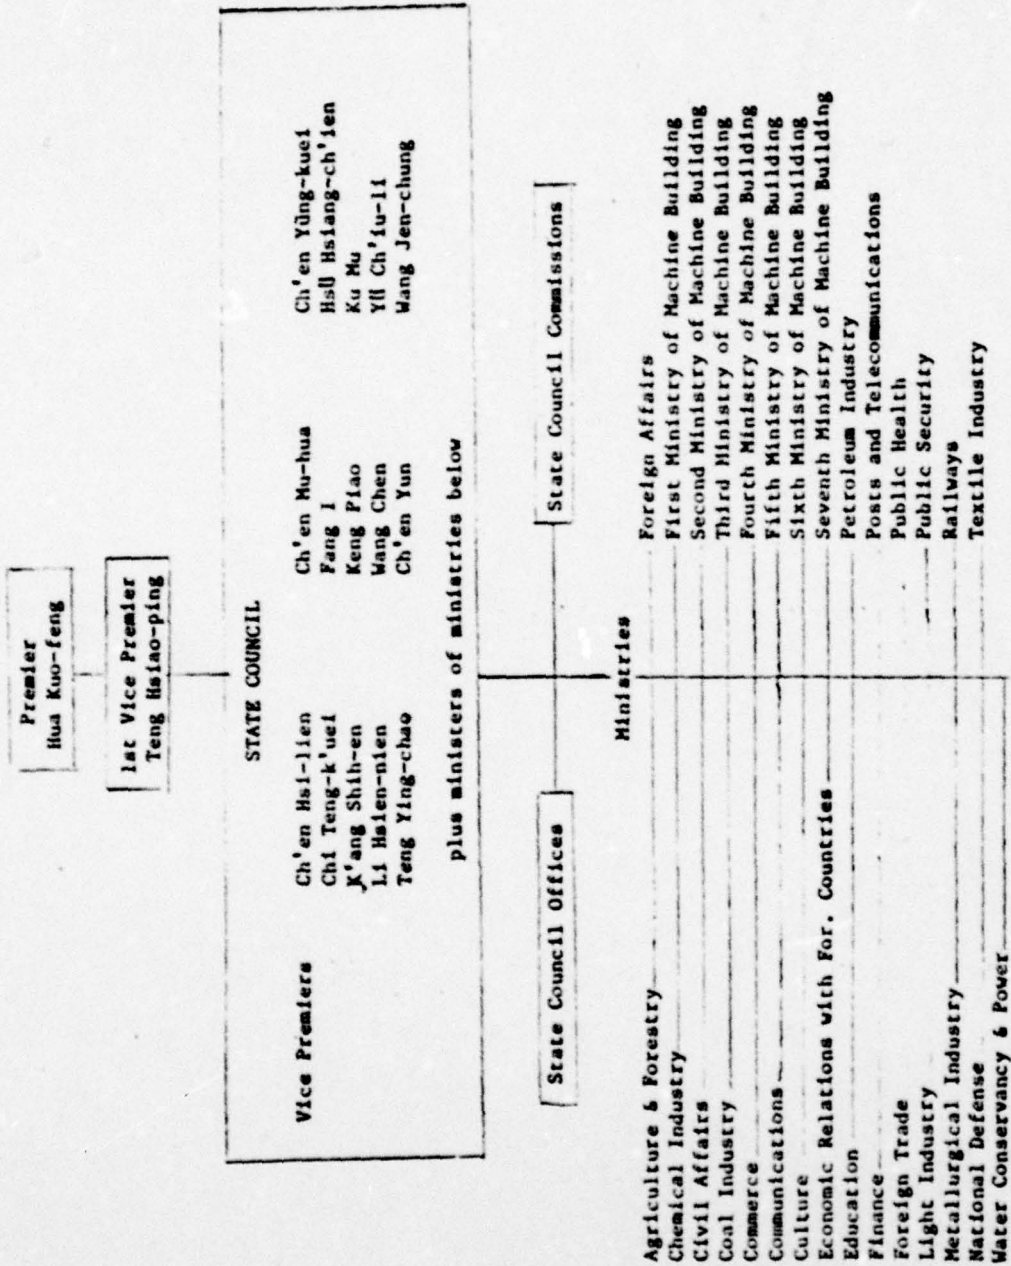 Premier
Hua Kuo-feng
1st Vice Premier
Teng Hsiao-ping
STATE COUNCIL
Vice Premiers
Ch'en Hsi-lien
Chi Teng-k'uei
K'ang Shih-en
Li Hsien-nien
Teng Ying-chao
Ch'en Mu-hua
Fang I
Keng Piao
Wang Chen
Ch'en Yun
Ch'en Yüng-kuei
HsÜ Hsiang-ch'ien
Ku Mu
YÜ Ch'iu-li
Wang Jen-chung
plus ministers of ministries below
State Council Offices
State Council Commissions
Ministries
Agriculture & Forestry
Chemical Industry
Civil Affairs
Coal Industry
Commerce
Communications
Culture
Economic Relations with For. Countries
Education
Finance
Foreign Trade
Light Industry
Metallurgical Industry
National Defense
Water Conservancy & Power
Foreign Affairs
First Ministry of Machine Building
Second Ministry of Machine Building
Third Ministry of Machine Building
Fourth Ministry of Machine Building
Fifth Ministry of Machine Building
Sixth Ministry of Machine Building
Seventh Ministry of Machine Building
Petroleum Industry
Posts and Telecommunications
Public Health
Public Security
Railways
Textile Industry